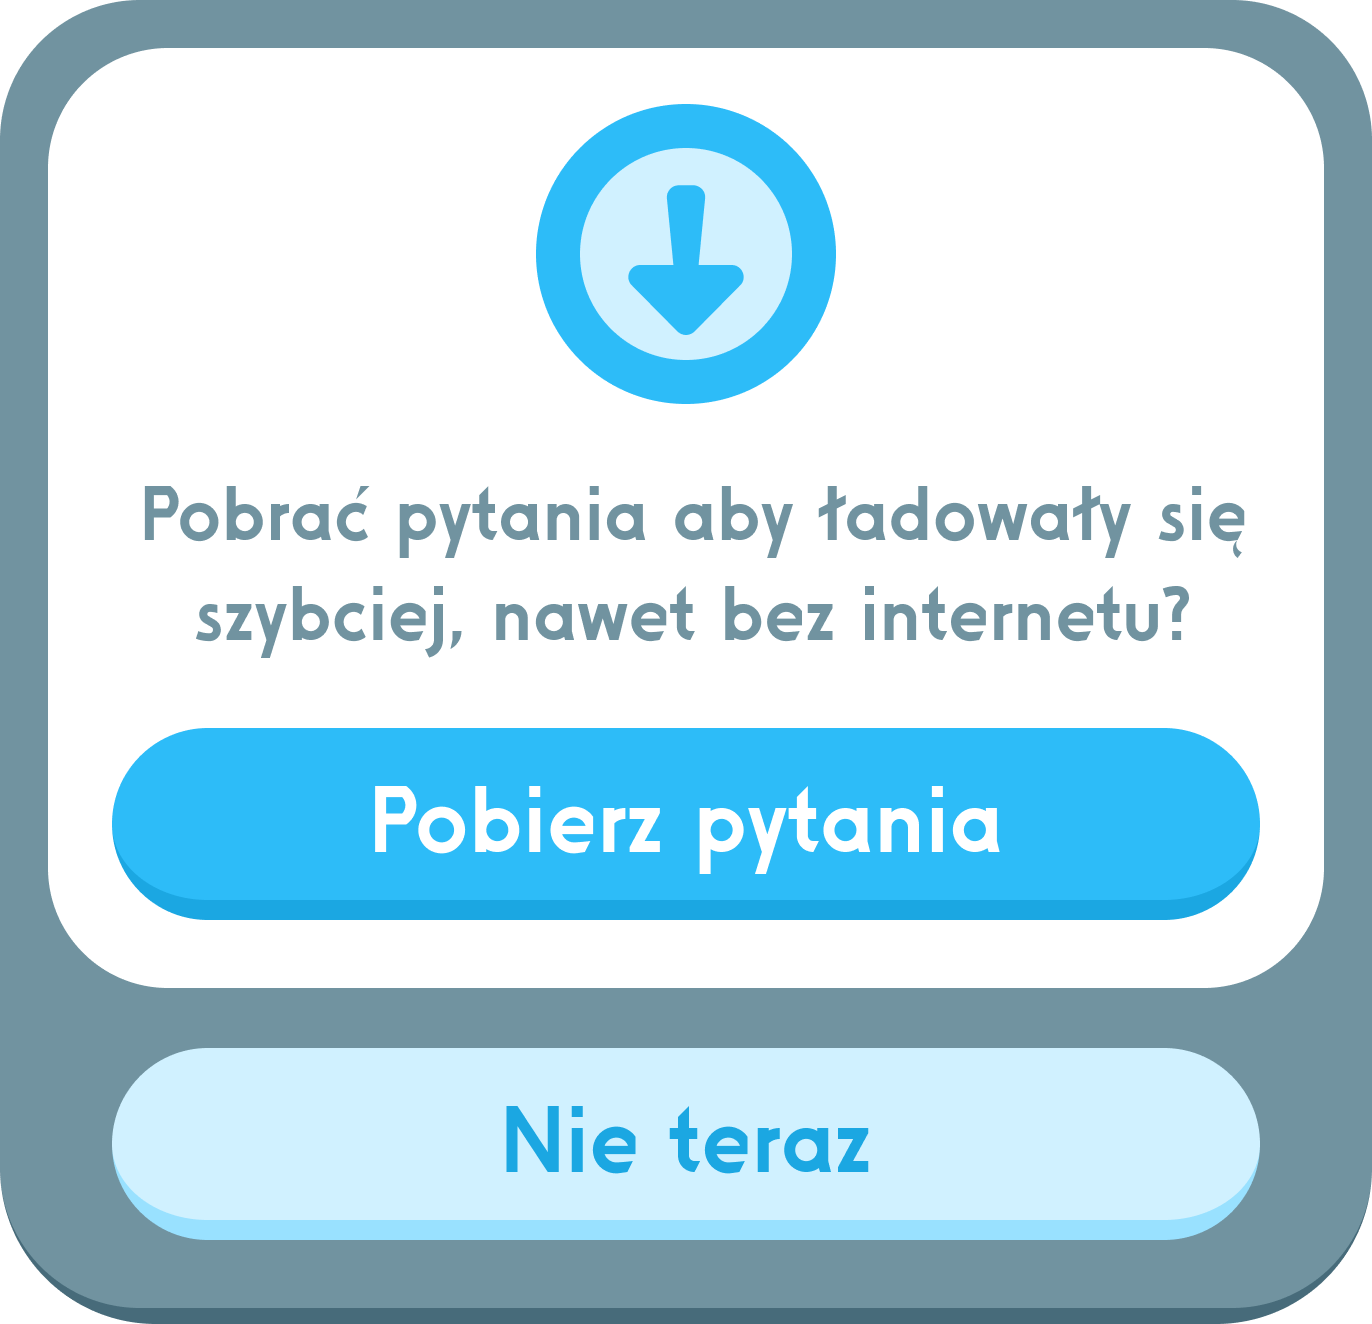 Pobrać pytania aby ładowały się
szybciej, nawet bez internetu?
Pobierz pytania
Nie teraz